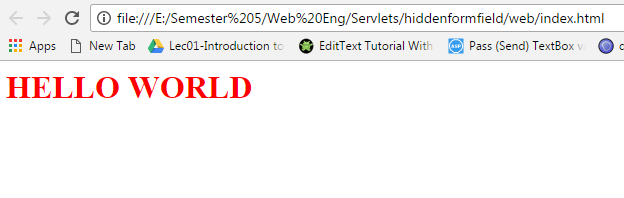 file:///E:/Semester%205/Web%20Eng/Servlets/hiddenformfield/web/index.html
Apps New Tab Lec01-Introduction to EditText Tutorial With Pass (Send) TextBox
HELLO WORLD